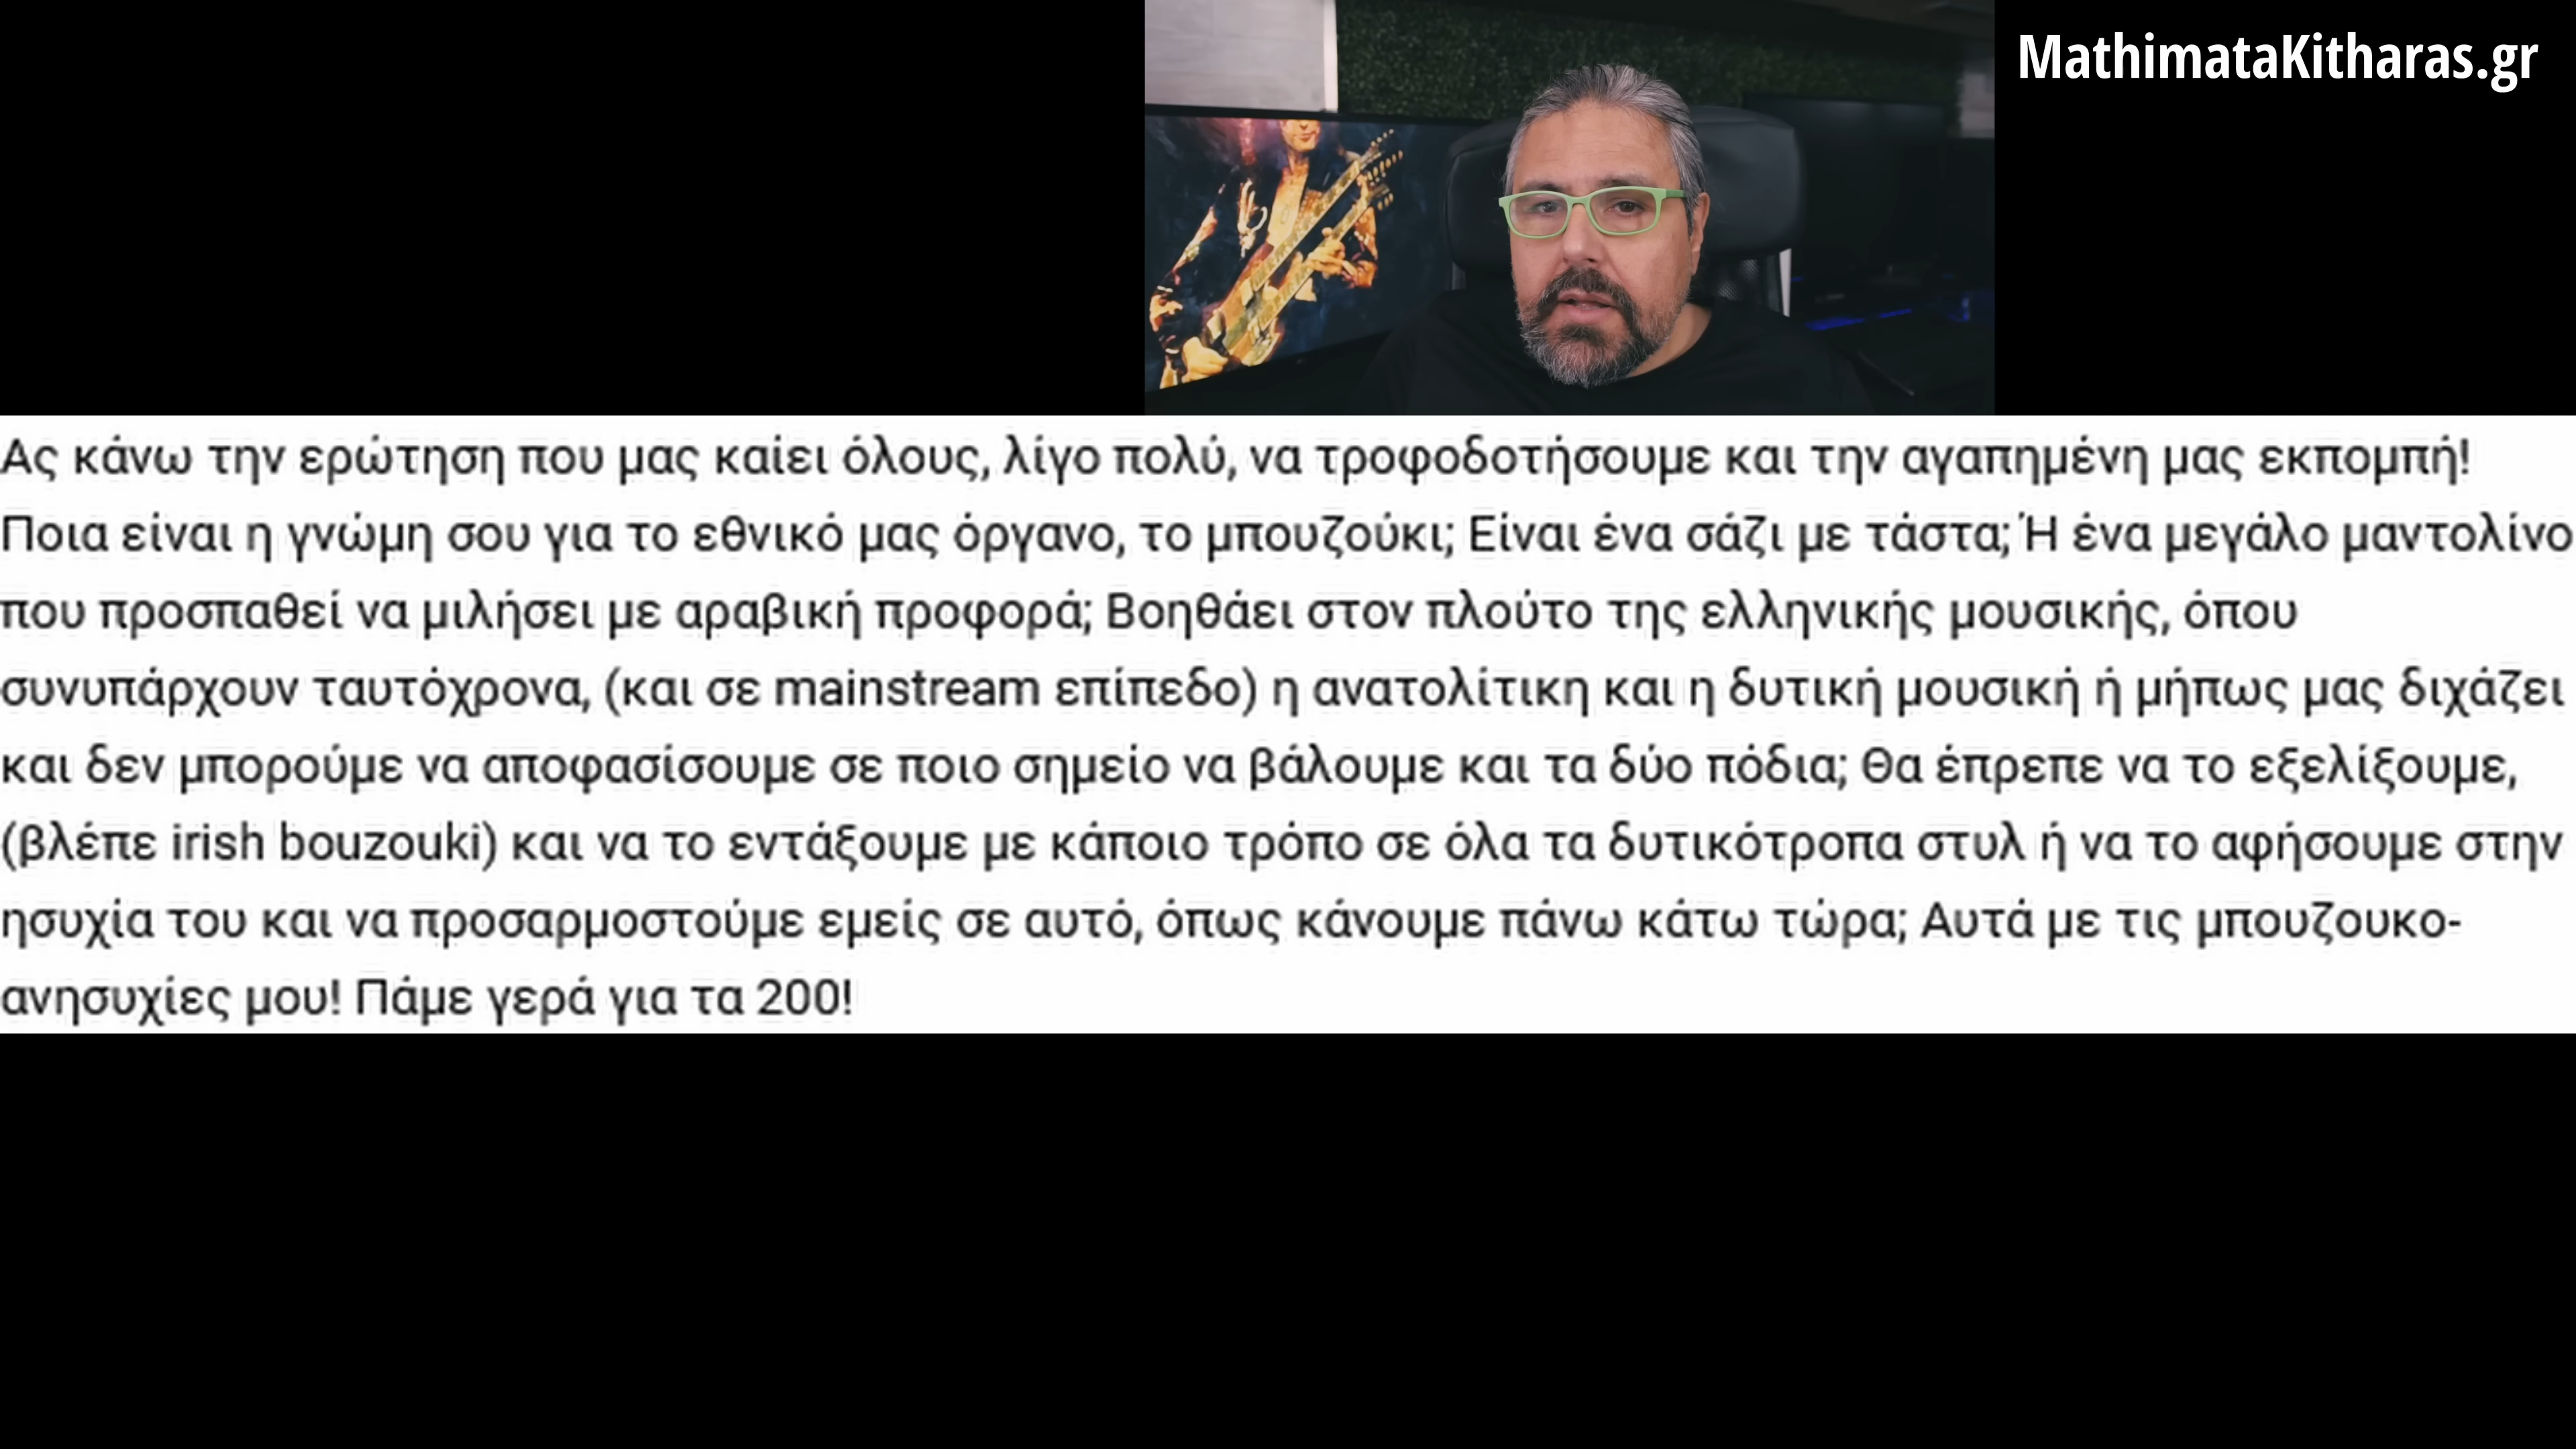 MathimataKitharas.gr
Ας κάνω την ερώτηση που μας καίει όλους, λίγο πολύ, να τροφοδοτήσουμε και την αγαπημένη μας εκπομπή!
Ποια είναι η γνώμη σου για το εθνικό μας όργανο, το μπουζούκι; Είναι ένα σάζι με τάστα; Ή ένα μεγάλο μαντολίνο
που προσπαθεί να μιλήσει με αραβική προφορά; Βοηθάει στον πλούτο της ελληνικής μουσικής, όπου
συνυπάρχουν ταυτόχρονα, (και σε mainstream επίπεδο) η ανατολίτικη και η δυτική μουσική ή μήπως μας διχάζει
και δεν μπορούμε να αποφασίσουμε σε ποιο σημείο να βάλουμε και τα δύο πόδια; Θα έπρεπε να το εξελίξουμε,
(βλέπε irish bouzouki) και να το εντάξουμε με κάποιο τρόπο σε όλα τα δυτικότροπα στυλ ή να το αφήσουμε στην
ησυχία του και να προσαρμοστούμε εμείς σε αυτό, όπως κάνουμε πάνω κάτω τώρα; Αυτά με τις μπουζουκο-
ανησυχίες μου! Πάμε γερά για τα 200!